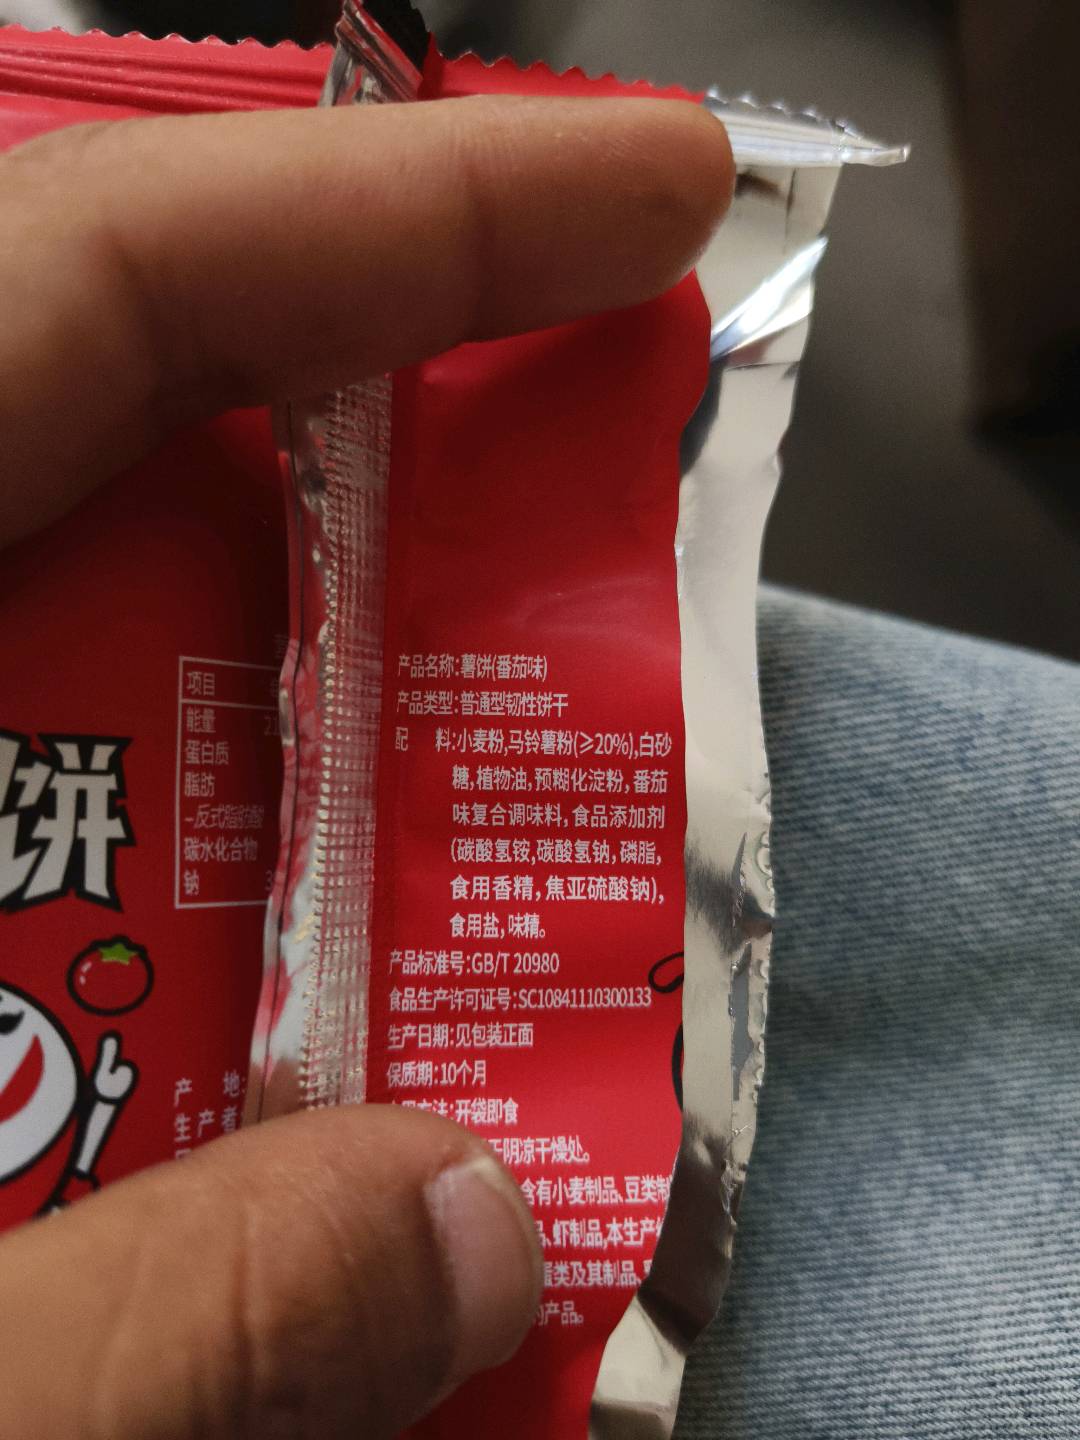 产品名称:薯饼(番茄味)
产品类型:普通型韧性饼干
配 料:小麦粉,马铃薯粉(≥20%),白砂
糖,植物油,预糊化淀粉,番茄
味复合调味料,食品添加剂
(碳酸氢铵,碳酸氢钠,磷脂,
食用香精,焦亚硫酸钠),
食用盐,味精。
产品标准号:GB/T 20980
食品生产许可证号:SC10841110300133
生产日期:见包装正面
保质期:10个月
方法:开袋即食
阴凉干燥处。
含有小麦制品、豆类制
虾制品,本生产
蛋类及其制品、
产品。
项目
能量
蛋白质
脂肪
-反式脂肪酸
碳水化合物
钠
饼
产 地:
生产者